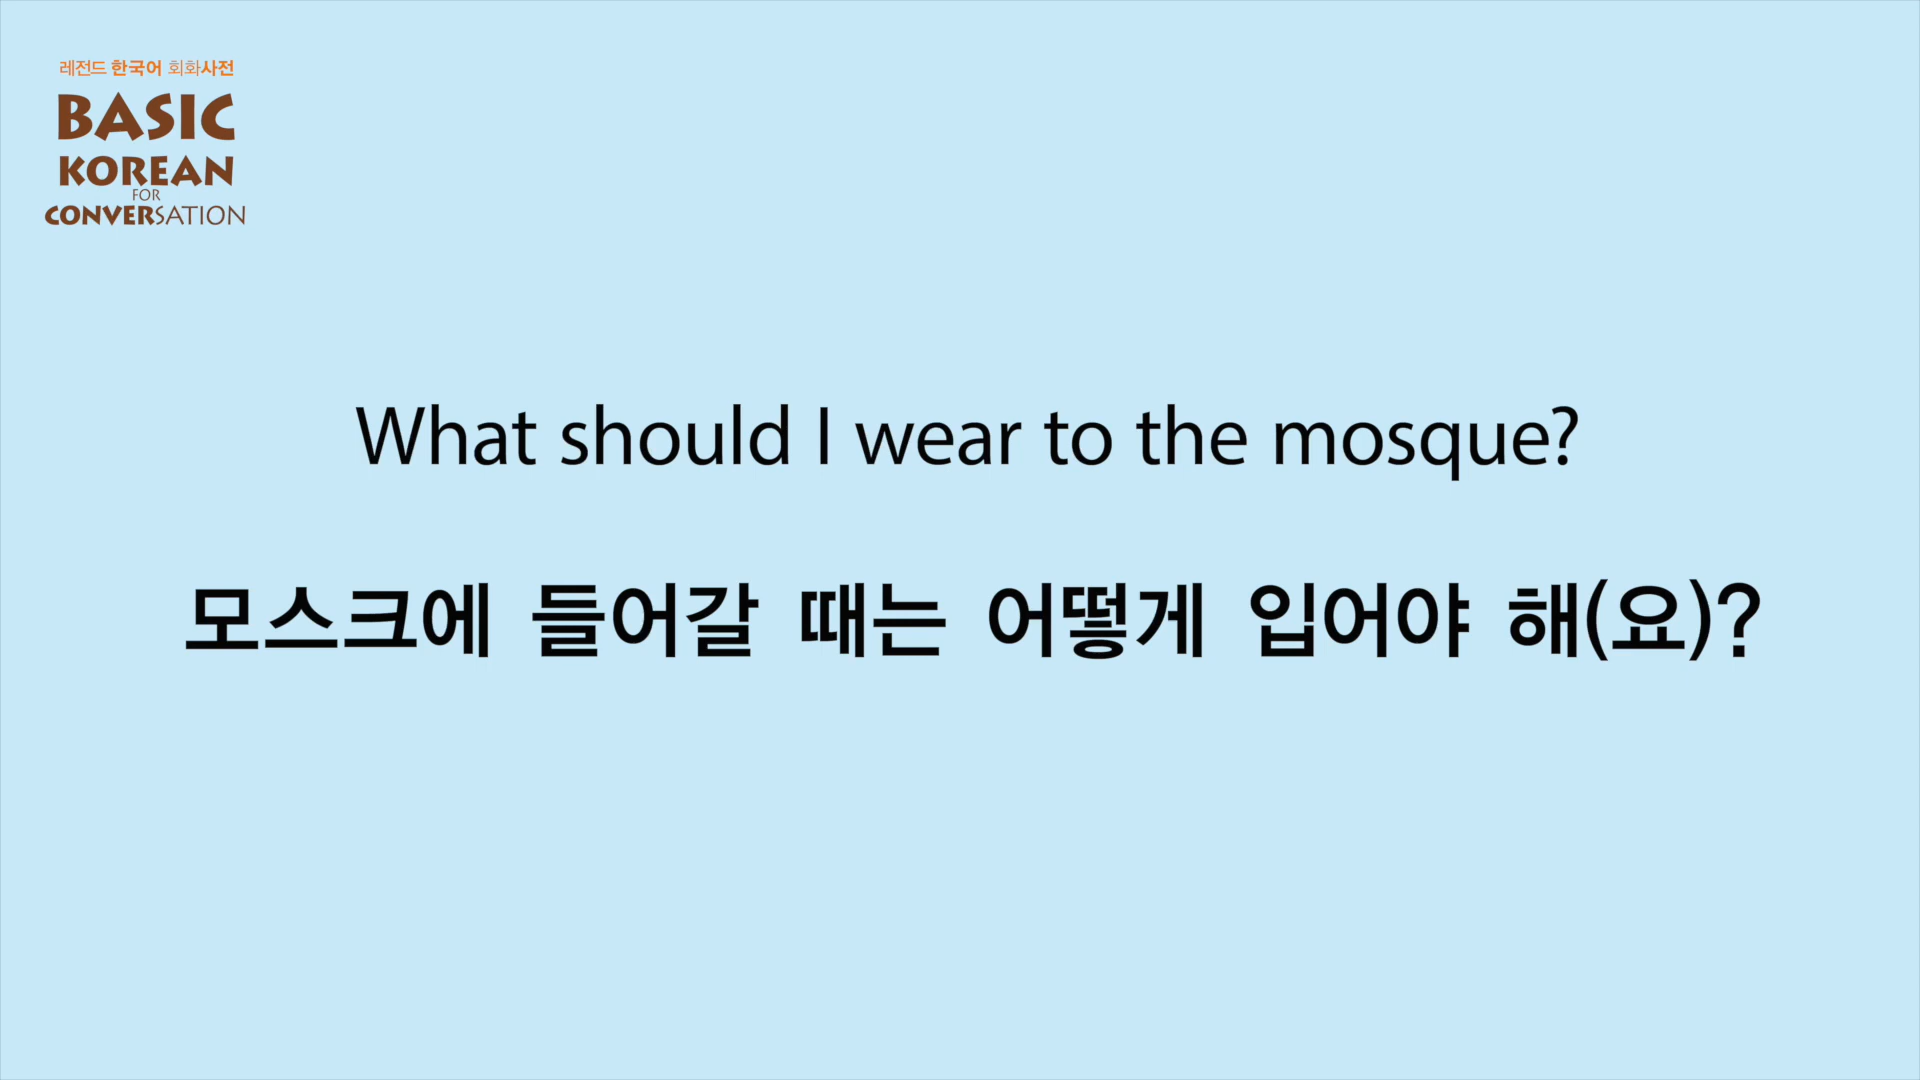 레전드 한국어 회화사전
BASIC
KOREAN
FOR
CONVERSATION
What should I wear to the mosque?
모스크에 들어갈 때는 어떻게 입어야 해(요)?